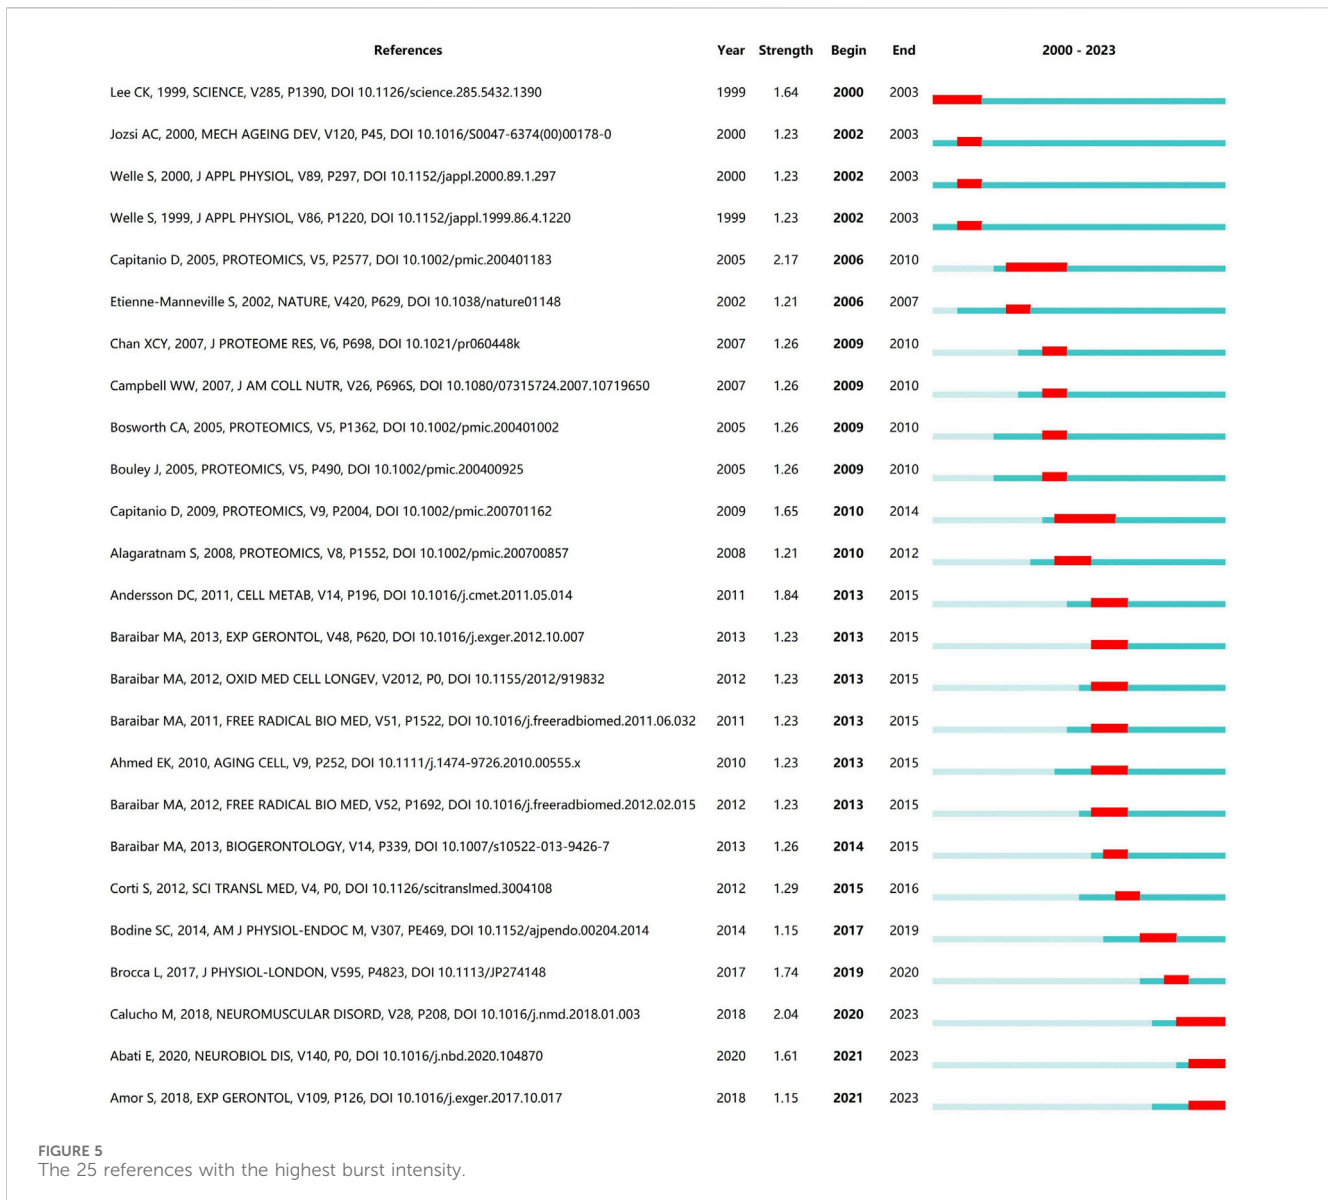 References Year Strength Begin End 2000 - 2023
Lee CK, 1999, SCIENCE, V285, P1390, DOI 10.1126/science.285.5432.1390 1999 1.64 2000 2003
Jozsi AC, 2000, MECH AGEING DEV, V120, P45, DOI 10.1016/S0047-6374(00)00178-0 2000 1.23 2002 2003
Welle S, 2000, J APPL PHYSIOL, V89, P297, DOI 10.1152/jappl.2000.89.1.297 2000 1.23 2002 2003
Welle S, 1999, J APPL PHYSIOL, V86, P1220, DOI 10.1152/jappl.1999.86.4.1220 1999 1.23 2002 2003
Capitanio D, 2005, PROTEOMICS, V5, P2577, DOI 10.1002/pmic.200401183 2005 2.17 2006 2010
Etienne-Manneville S, 2002, NATURE, V420, P629, DOI 10.1038/nature01148 2002 1.21 2006 2007
Chan XCY, 2007, J PROTEOME RES, V6, P698, DOI 10.1021/pr060448k 2007 1.26 2009 2010
Campbell WW, 2007, J AM COLL NUTR, V26, P696S, DOI 10.1080/07315724.2007.10719650 2007 1.26 2009 2010
Bosworth CA, 2005, PROTEOMICS, V5, P1362, DOI 10.1002/pmic.200401002 2005 1.26 2009 2010
Bouley J, 2005, PROTEOMICS, V5, P490, DOI 10.1002/pmic.200400925 2005 1.26 2009 2010
Capitanio D, 2009, PROTEOMICS, V9, P2004, DOI 10.1002/pmic.200701162 2009 1.65 2010 2014
Alagaratnam S, 2008, PROTEOMICS, V8, P1552, DOI 10.1002/pmic.200700857 2008 1.21 2010 2012
Andersson DC, 2011, CELL METAB, V14, P196, DOI 10.1016/j.cmet.2011.05.014 2011 1.84 2013 2015
Baraibar MA, 2013, EXP GERONTOL, V48, P620, DOI 10.1016/j.exger.2012.10.007 2013 1.23 2013 2015
Baraibar MA, 2012, OXID MED CELL LONGEV, V2012, P0, DOI 10.1155/2012/919832 2012 1.23 2013 2015
Baraibar MA, 2011, FREE RADICAL BIO MED, V51, P1522, DOI 10.1016/j.freeradbiomed.2011.06.032 2011 1.23 2013 2015
Ahmed EK, 2010, AGING CELL, V9, P252, DOI 10.1111/j.1474-9726.2010.00555.x 2010 1.23 2013 2015
Baraibar MA, 2012, FREE RADICAL BIO MED, V52, P1692, DOI 10.1016/j.freeradbiomed.2012.02.015 2012 1.23 2013 2015
Baraibar MA, 2013, BIOGERONTOLOGY, V14, P339, DOI 10.1007/s10522-013-9426-7 2013 1.26 2014 2015
Corti S, 2012, SCI TRANSL MED, V4, P0, DOI 10.1126/scitranslmed.3004108 2012 1.29 2015 2016
Bodine SC, 2014, AM J PHYSIOL-ENDOC M, V307, PE469, DOI 10.1152/ajpendo.00204.2014 2014 1.15 2017 2019
Brocca L, 2017, J PHYSIOL-LONDON, V595, P4823, DOI 10.1113/JP274148 2017 1.74 2019 2020
Calucho M, 2018, NEUROMUSCULAR DISORD, V28, P208, DOI 10.1016/j.nmd.2018.01.003 2018 2.04 2020 2023
Abati E, 2020, NEUROBIOL DIS, V140, P0, DOI 10.1016/j.nbd.2020.104870 2020 1.61 2021 2023
Amor S, 2018, EXP GERONTOL, V109, P126, DOI 10.1016/j.exger.2017.10.017 2018 1.15 2021 2023
FIGURE 5
The 25 references with the highest burst intensity.